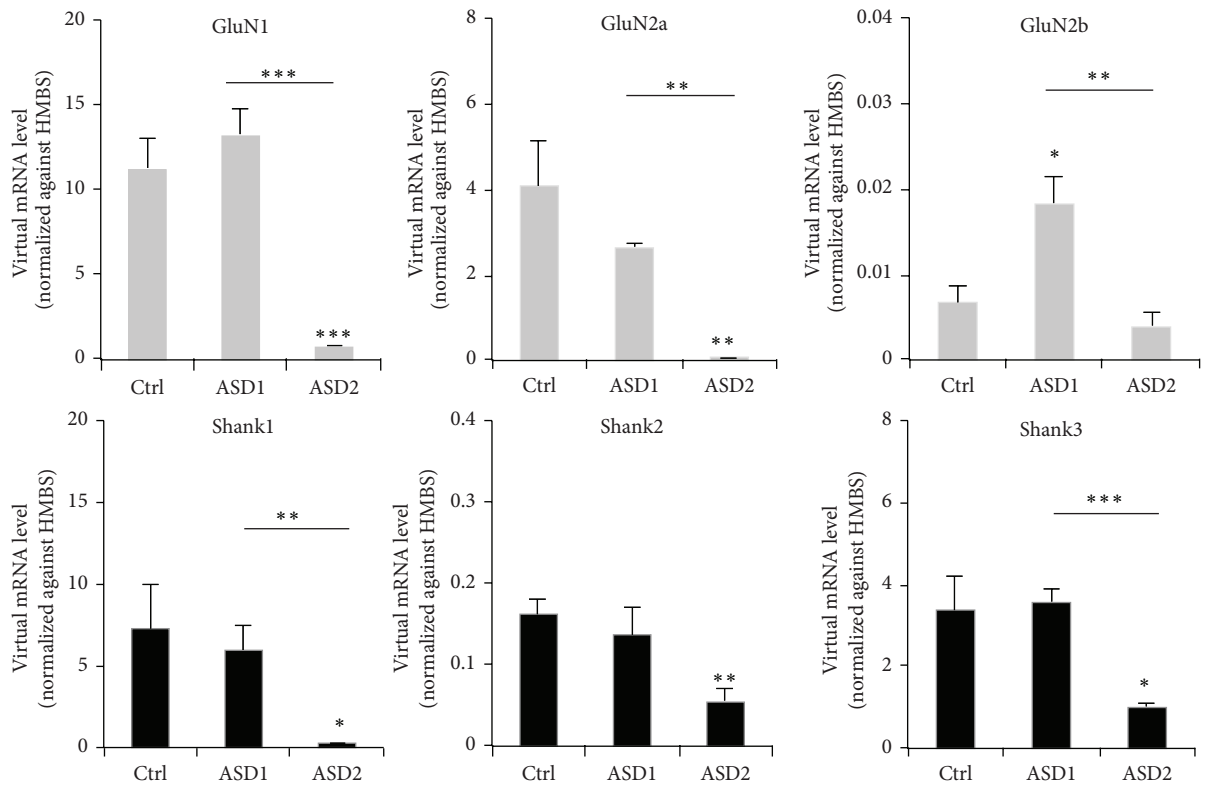 GluN1
Virtual mRNA level
(normalized against HMBS)
20
15
10
5
0
***
***
Ctrl ASD1 ASD2
GluN2a
Virtual mRNA level
(normalized against HMBS)
8
6
4
2
0
**
**
Ctrl ASD1 ASD2
GluN2b
Virtual mRNA level
(normalized against HMBS)
0.04
0.03
0.02
0.01
0
**
*
Ctrl ASD1 ASD2
Shank1
Virtual mRNA level
(normalized against HMBS)
20
15
10
5
0
**
*
Ctrl ASD1 ASD2
Shank2
Virtual mRNA level
(normalized against HMBS)
0.4
0.3
0.2
0.1
0
**
Ctrl ASD1 ASD2
Shank3
Virtual mRNA level
(normalized against HMBS)
8
6
4
2
0
***
*
Ctrl ASD1 ASD2